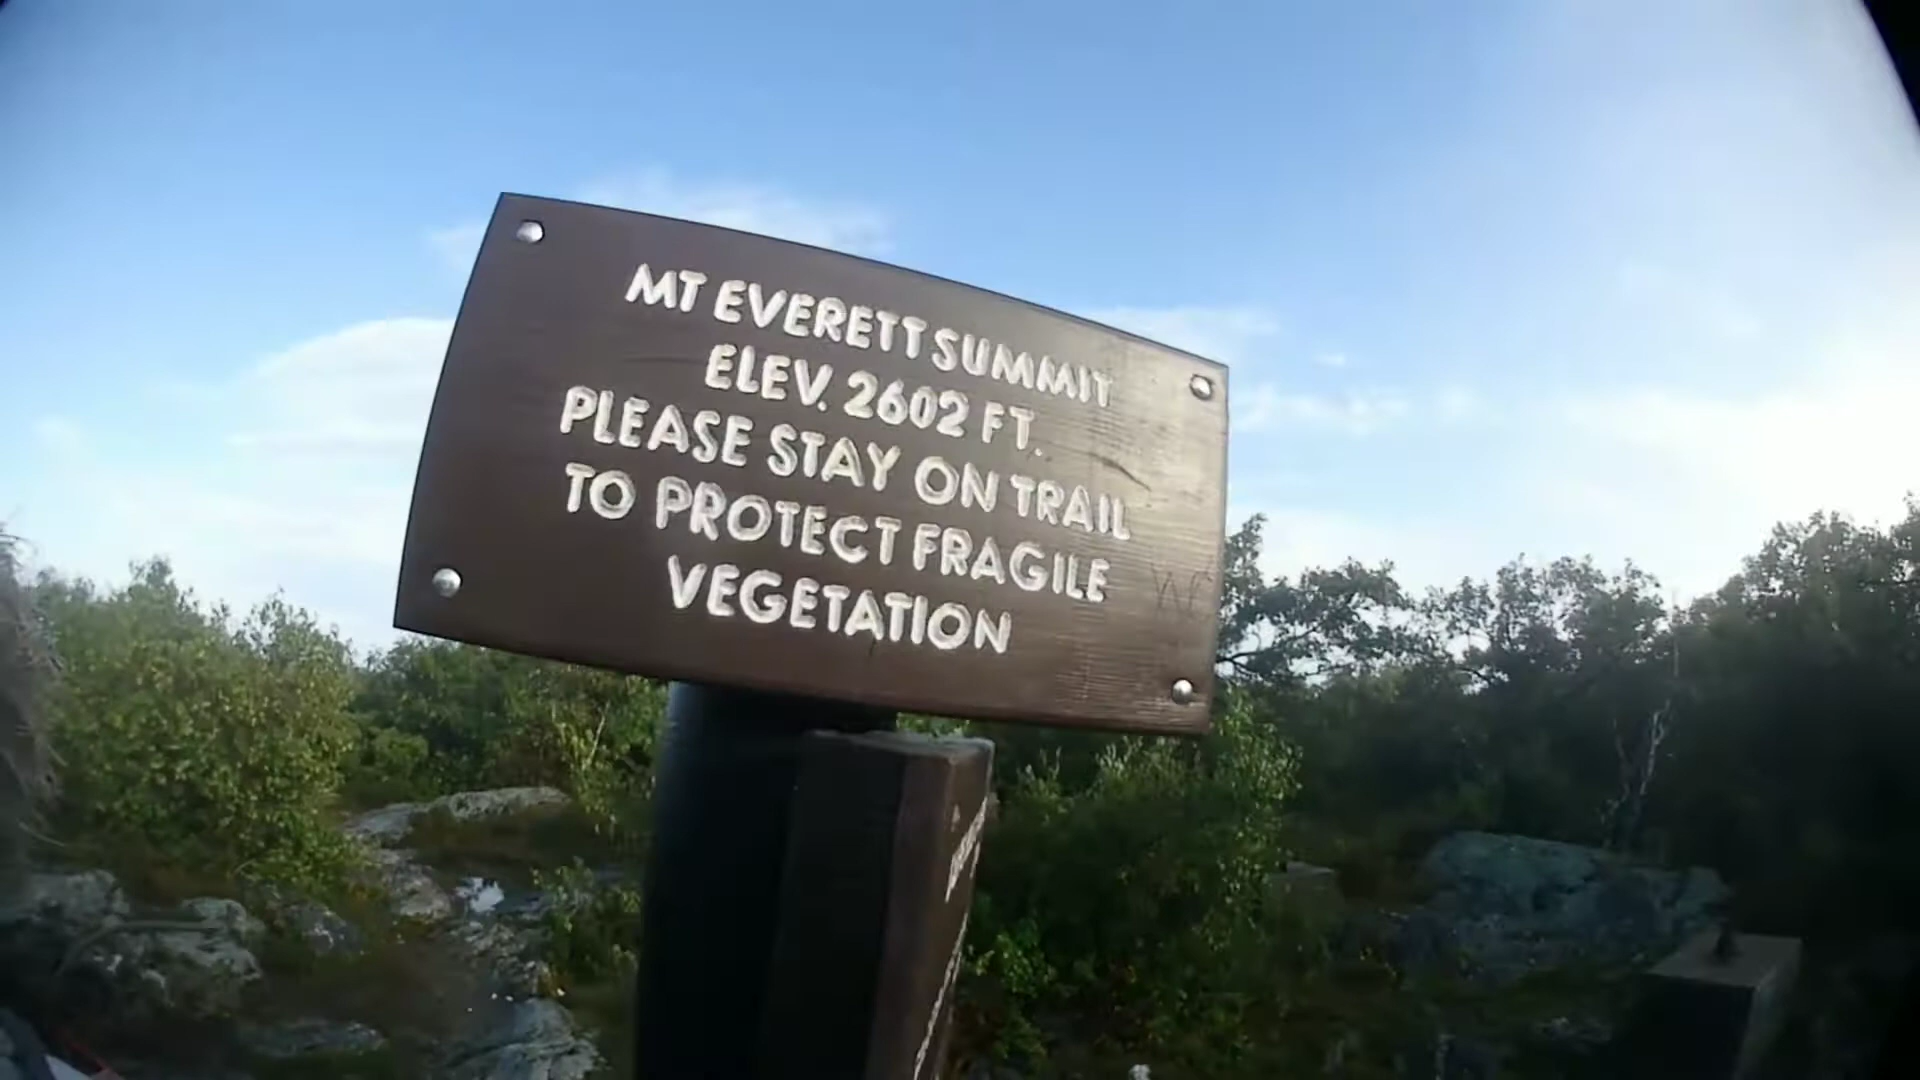 MT EVERETT SUMMIT
ELEV. 2602 FT.
PLEASE STAY ON TRAIL
TO PROTECT FRAGILE
VEGETATION